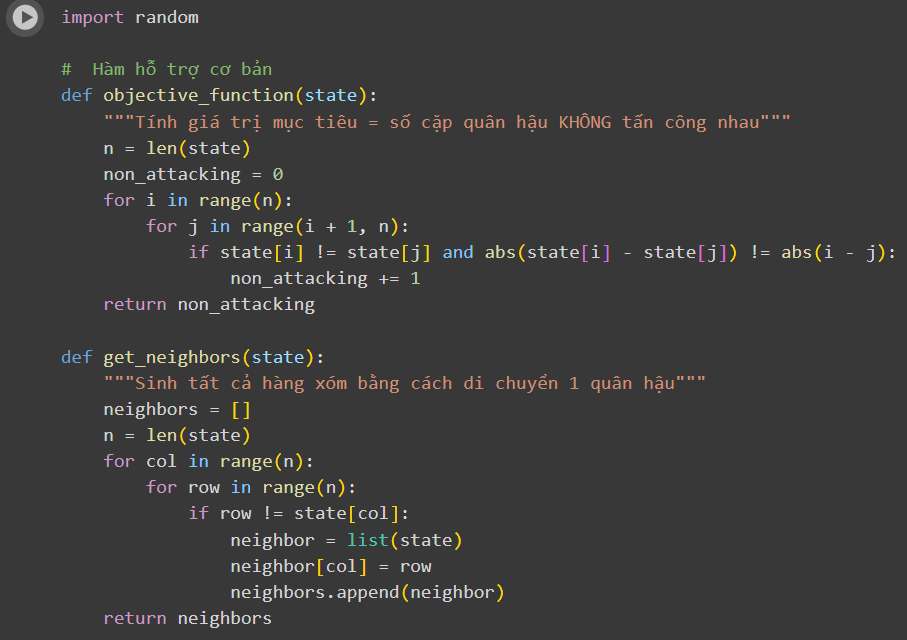 import random
#  Hàm hỗ trợ cơ bản
def objective_function(state):
    """Tính giá trị mục tiêu = số cặp quân hậu KHÔNG tấn công nhau"""
    n = len(state)
    non_attacking = 0
    for i in range(n):
        for j in range(i + 1, n):
            if state[i] != state[j] and abs(state[i] - state[j]) != abs(i - j):
                non_attacking += 1
    return non_attacking
def get_neighbors(state):
    """Sinh tất cả hàng xóm bằng cách di chuyển 1 quân hậu"""
    neighbors = []
    n = len(state)
    for col in range(n):
        for row in range(n):
            if row != state[col]:
                neighbor = list(state)
                neighbor[col] = row
                neighbors.append(neighbor)
    return neighbors